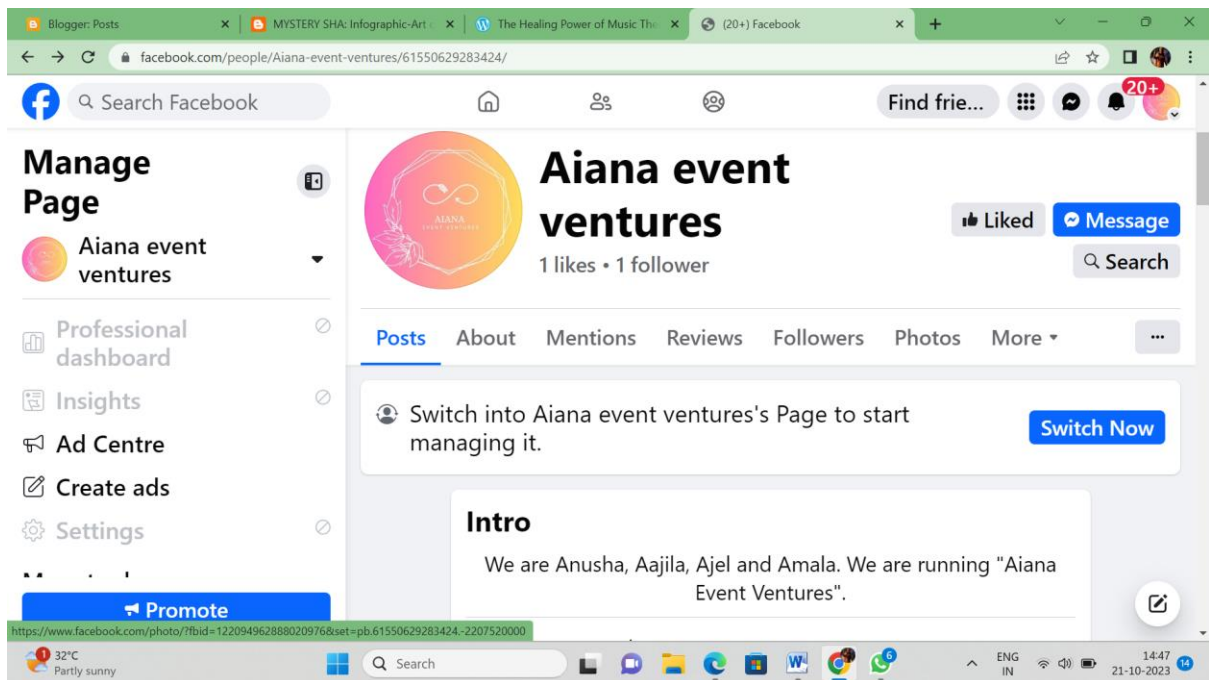 Blogger: Posts
MYSTERY SHA: Infographic-Art
The Healing Power of Music The
(20+) Facebook
facebook.com/people/Aiana-event-ventures/61550629283424/
Search Facebook
Find frie...
20+
Manage
Page
Aiana event
ventures
Professional
dashboard
Insights
Ad Centre
Create ads
Settings
Promote
AIANA
EVENT VENTURES
Aiana event
ventures
1 likes • 1 follower
Liked
Message
Search
Posts About Mentions Reviews Followers Photos More
Switch into Aiana event ventures's Page to start
managing it.
Switch Now
Intro
We are Anusha, Aajila, Ajel and Amala. We are running "Aiana
Event Ventures".
https://www.facebook.com/photo/?fbid=122094962888020976&set=pb.61550629283424.-2207520000
1
32°C
Partly sunny
Search
6
ENG
IN
14:47
21-10-2023
14